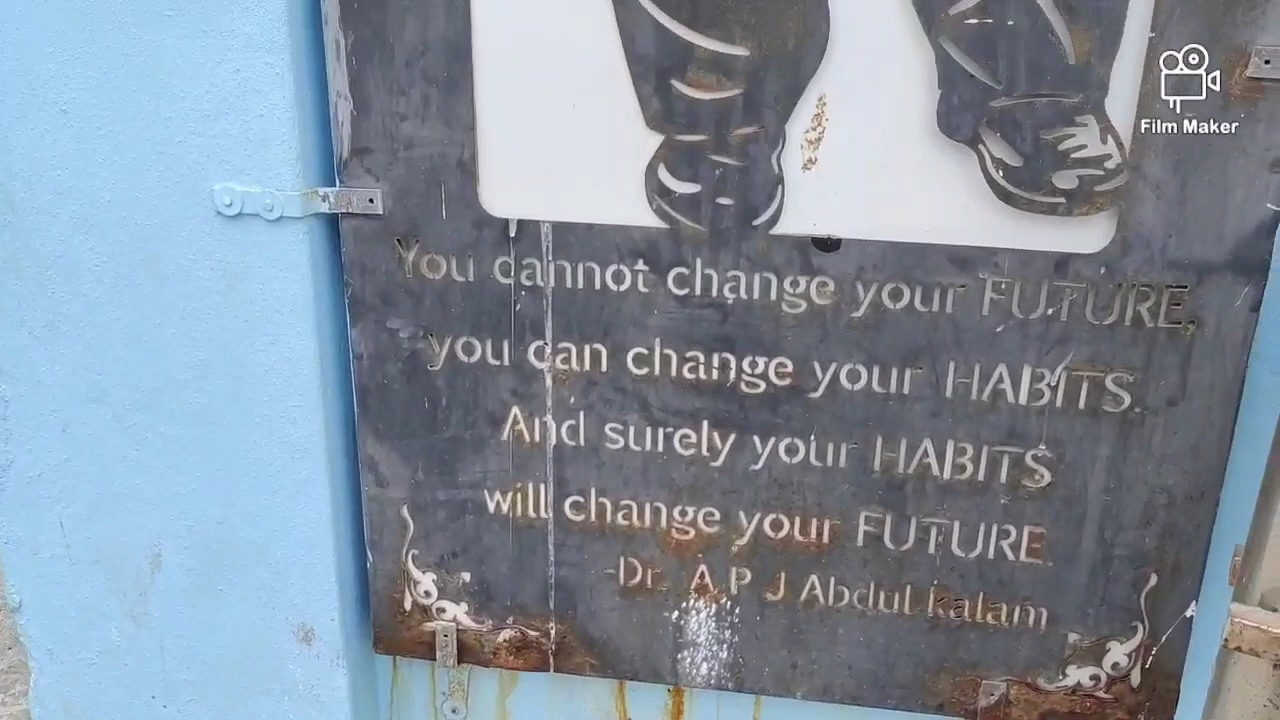 Film Maker
You cannot change your FUTURE,
you can change your HABITS.
And surely your HABITS
will change your FUTURE.
-Dr. A P J Abdul kalam